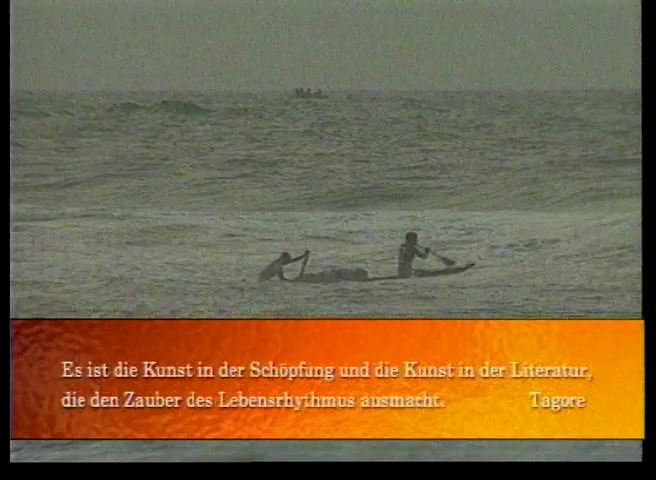 Es ist die Kunst in der Schöpfung und die Kunst in der Literatur,
die den Zauber des Lebensrhythmus ausmacht. Tagore